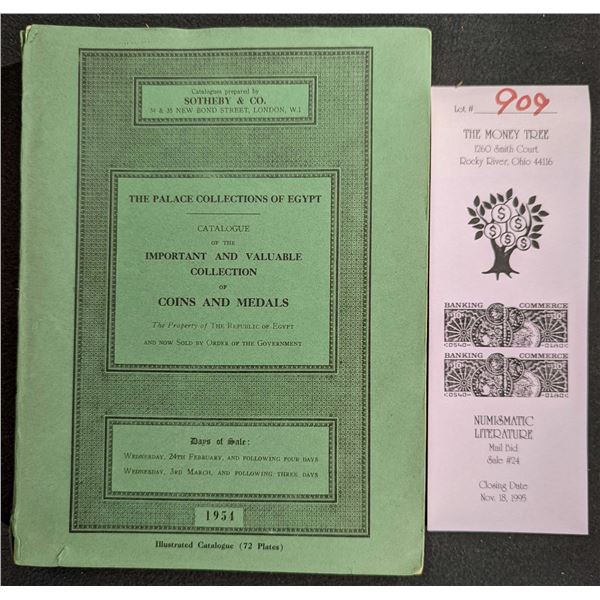 Catalogues prepared by
SOTHEBY & CO.
34 & 35 NEW BOND STREET, LONDON, W.1
THE PALACE COLLECTIONS OF EGYPT
CATALOGUE
OF THE
IMPORTANT AND VALUABLE
COLLECTION
OF
COINS AND MEDALS
The Property of THE REPUBLIC OF EGYPT
AND NOW SOLD BY ORDER OF THE GOVERNMENT
Days of Sale:
WEDNESDAY, 24TH FEBRUARY, AND FOLLOWING FOUR DAYS
WEDNESDAY, 3RD MARCH, AND FOLLOWING THREE DAYS
1954
Illustrated Catalogue (72 Plates)
Lot # 909
THE MONEY TREE
1260 Smith Court
Rocky River, Ohio 44116
$ $ $ $ $
BANKING COMMERCE
BANKING COMMERCE
NUMISMATIC
LITERATURE
Mail Bid
Sale #24
Closing Date
Nov. 18, 1995